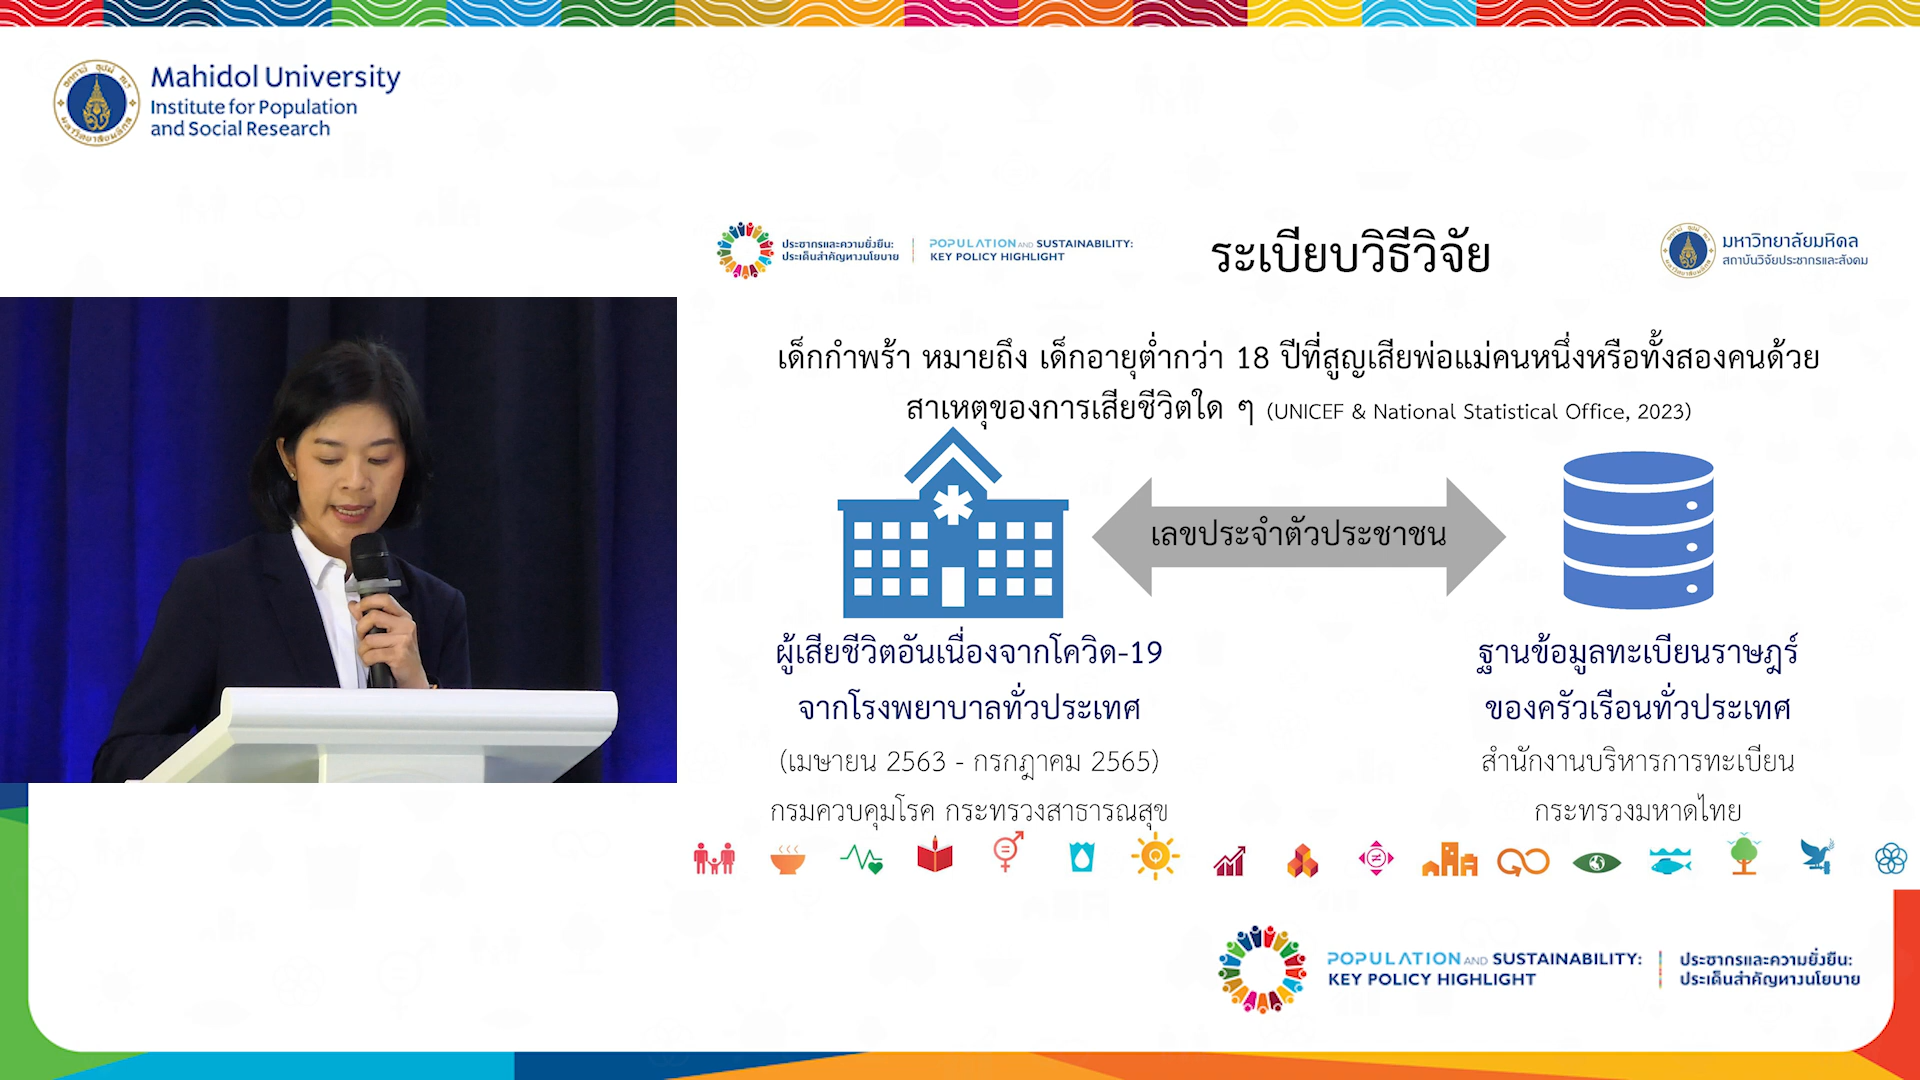 Mahidol University
Institute for Population
and Social Research
ประชากรและความยั่งยืน:
ประเด็นสำคัญทางนโยบาย
POPULATION AND SUSTAINABILITY:
KEY POLICY HIGHLIGHT
ระเบียบวิธีวิจัย
มหาวิทยาลัยมหิดล
สถาบันวิจัยประชากรและสังคม
เด็กกำพร้า หมายถึง เด็กอายุต่ำกว่า 18 ปีที่สูญเสียพ่อแม่คนหนึ่งหรือทั้งสองคนด้วย
สาเหตุของการเสียชีวิตใด ๆ (UNICEF & National Statistical Office, 2023)
เลขประจำตัวประชาชน
ผู้เสียชีวิตอันเนื่องจากโควิด-19
จากโรงพยาบาลทั่วประเทศ
(เมษายน 2563 - กรกฎาคม 2565)
กรมควบคุมโรค กระทรวงสาธารณสุข
ฐานข้อมูลทะเบียนราษฎร์
ของครัวเรือนทั่วประเทศ
สำนักงานบริหารการทะเบียน
กระทรวงมหาดไทย
POPULATION AND SUSTAINABILITY:
KEY POLICY HIGHLIGHT
ประชากรและความยั่งยืน:
ประเด็นสำคัญทางนโยบาย